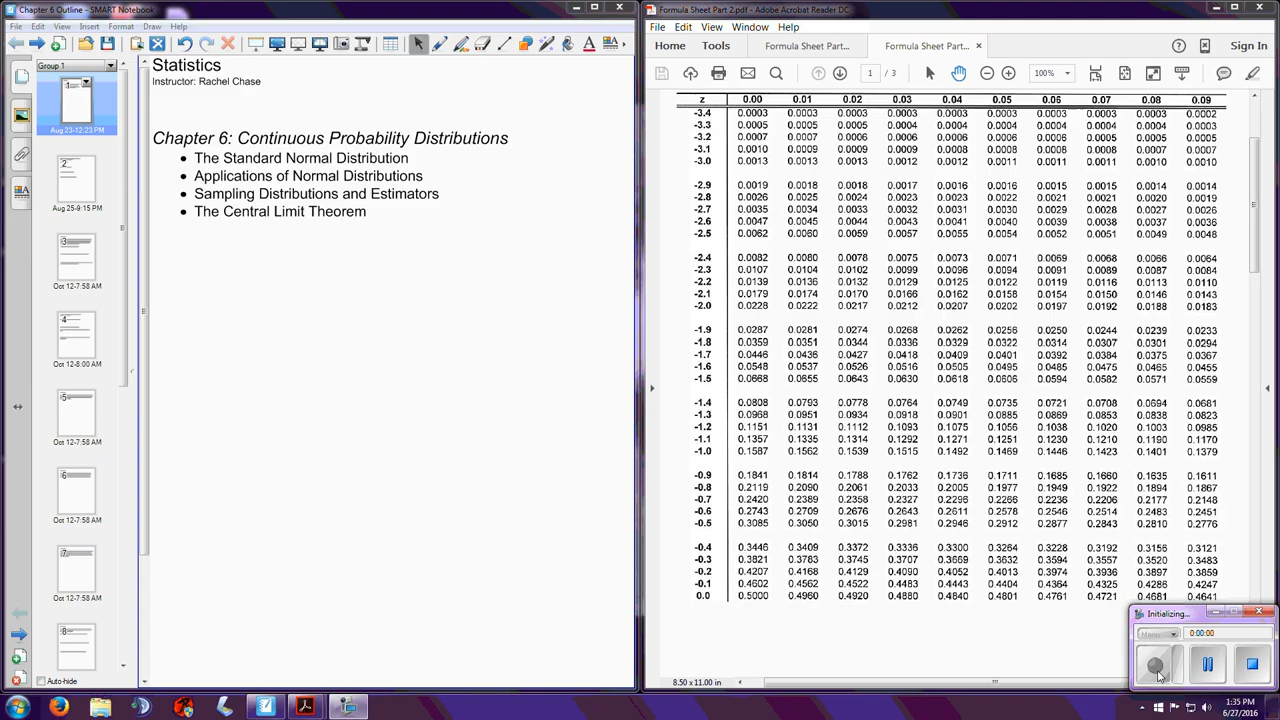 Chapter 6 Outline - SMART Notebook
File Edit View Insert Format Draw Help
Group 1
1
Aug 23-12:23 PM
2
Aug 25-9:15 PM
3
Oct 12-7:58 AM
4
Oct 12-8:00 AM
5
Oct 12-7:58 AM
6
Oct 12-7:58 AM
7
Oct 12-7:58 AM
8
Auto-hide
Statistics
Instructor: Rachel Chase
Chapter 6: Continuous Probability Distributions
• The Standard Normal Distribution
• Applications of Normal Distributions
• Sampling Distributions and Estimators
• The Central Limit Theorem
Formula Sheet Part 2.pdf - Adobe Acrobat Reader DC
File Edit View Window Help
Home Tools Formula Sheet Part... Formula Sheet Part... × Sign In
1 / 3 100%
z 0.00 0.01 0.02 0.03 0.04 0.05 0.06 0.07 0.08 0.09
-3.4 0.0003 0.0003 0.0003 0.0003 0.0003 0.0003 0.0003 0.0003 0.0003 0.0002
-3.3 0.0005 0.0005 0.0005 0.0004 0.0004 0.0004 0.0004 0.0004 0.0004 0.0003
-3.2 0.0007 0.0007 0.0006 0.0006 0.0006 0.0006 0.0006 0.0005 0.0005 0.0005
-3.1 0.0010 0.0009 0.0009 0.0009 0.0008 0.0008 0.0008 0.0008 0.0007 0.0007
-3.0 0.0013 0.0013 0.0013 0.0012 0.0012 0.0011 0.0011 0.0011 0.0010 0.0010
-2.9 0.0019 0.0018 0.0018 0.0017 0.0016 0.0016 0.0015 0.0015 0.0014 0.0014
-2.8 0.0026 0.0025 0.0024 0.0023 0.0023 0.0022 0.0021 0.0021 0.0020 0.0019
-2.7 0.0035 0.0034 0.0033 0.0032 0.0031 0.0030 0.0029 0.0028 0.0027 0.0026
-2.6 0.0047 0.0045 0.0044 0.0043 0.0041 0.0040 0.0039 0.0038 0.0037 0.0036
-2.5 0.0062 0.0060 0.0059 0.0057 0.0055 0.0054 0.0052 0.0051 0.0049 0.0048
-2.4 0.0082 0.0080 0.0078 0.0075 0.0073 0.0071 0.0069 0.0068 0.0066 0.0064
-2.3 0.0107 0.0104 0.0102 0.0099 0.0096 0.0094 0.0091 0.0089 0.0087 0.0084
-2.2 0.0139 0.0136 0.0132 0.0129 0.0125 0.0122 0.0119 0.0116 0.0113 0.0110
-2.1 0.0179 0.0174 0.0170 0.0166 0.0162 0.0158 0.0154 0.0150 0.0146 0.0143
-2.0 0.0228 0.0222 0.0217 0.0212 0.0207 0.0202 0.0197 0.0192 0.0188 0.0183
-1.9 0.0287 0.0281 0.0274 0.0268 0.0262 0.0256 0.0250 0.0244 0.0239 0.0233
-1.8 0.0359 0.0351 0.0344 0.0336 0.0329 0.0322 0.0314 0.0307 0.0301 0.0294
-1.7 0.0446 0.0436 0.0427 0.0418 0.0409 0.0401 0.0392 0.0384 0.0375 0.0367
-1.6 0.0548 0.0537 0.0526 0.0516 0.0505 0.0495 0.0485 0.0475 0.0465 0.0455
-1.5 0.0668 0.0655 0.0643 0.0630 0.0618 0.0606 0.0594 0.0582 0.0571 0.0559
-1.4 0.0808 0.0793 0.0778 0.0764 0.0749 0.0735 0.0721 0.0708 0.0694 0.0681
-1.3 0.0968 0.0951 0.0934 0.0918 0.0901 0.0885 0.0869 0.0853 0.0838 0.0823
-1.2 0.1151 0.1131 0.1112 0.1093 0.1075 0.1056 0.1038 0.1020 0.1003 0.0985
-1.1 0.1357 0.1335 0.1314 0.1292 0.1271 0.1251 0.1230 0.1210 0.1190 0.1170
-1.0 0.1587 0.1562 0.1539 0.1515 0.1492 0.1469 0.1446 0.1423 0.1401 0.1379
-0.9 0.1841 0.1814 0.1788 0.1762 0.1736 0.1711 0.1685 0.1660 0.1635 0.1611
-0.8 0.2119 0.2090 0.2061 0.2033 0.2005 0.1977 0.1949 0.1922 0.1894 0.1867
-0.7 0.2420 0.2389 0.2358 0.2327 0.2296 0.2266 0.2236 0.2206 0.2177 0.2148
-0.6 0.2743 0.2709 0.2676 0.2643 0.2611 0.2578 0.2546 0.2514 0.2483 0.2451
-0.5 0.3085 0.3050 0.3015 0.2981 0.2946 0.2912 0.2877 0.2843 0.2810 0.2776
-0.4 0.3446 0.3409 0.3372 0.3336 0.3300 0.3264 0.3228 0.3192 0.3156 0.3121
-0.3 0.3821 0.3783 0.3745 0.3707 0.3669 0.3632 0.3594 0.3557 0.3520 0.3483
-0.2 0.4207 0.4168 0.4129 0.4090 0.4052 0.4013 0.3974 0.3936 0.3897 0.3859
-0.1 0.4602 0.4562 0.4522 0.4483 0.4443 0.4404 0.4364 0.4325 0.4286 0.4247
0.0 0.5000 0.4960 0.4920 0.4880 0.4840 0.4801 0.4761 0.4721 0.4681 0.4641
8.50 x 11.00 in
Initializing...
Menu 0:00:00
1:35 PM
6/27/2016